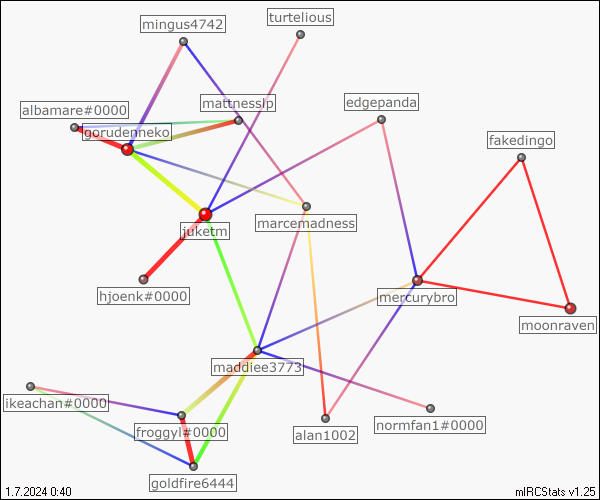 turtelious
mingus4742
mattnesslp
edgepanda
albamare#0000
gorudenneko
fakedingo
marcemadness
juketm
hjoenk#0000
mercurybro
moonraven
maddiee3773
ikeachan#0000
froggyl#0000
alan1002
normfan1#0000
goldfire6444
1.7.2024 0:40
mIRCStats v1.25